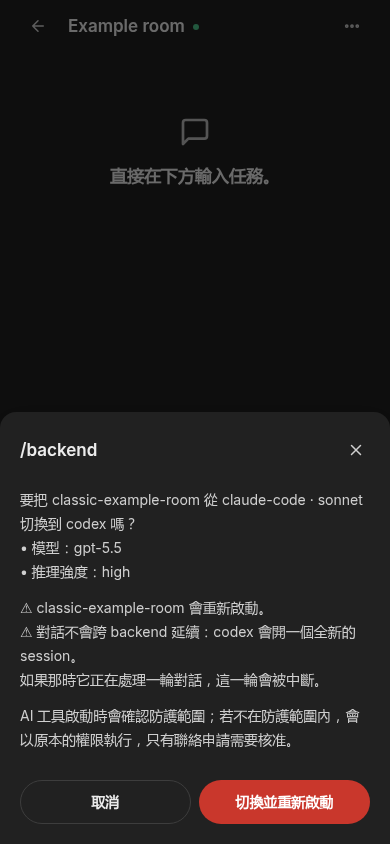 Example room
直接在下方輸入任務。
/backend
要把 classic-example-room 從 claude-code · sonnet
切換到 codex 嗎？
• 模型：gpt-5.5
• 推理強度：high
⚠ classic-example-room 會重新啟動。
⚠ 對話不會跨 backend 延續：codex 會開一個全新的
session。
如果那時它正在處理一輪對話，這一輪會被中斷。
AI 工具啟動時會確認防護範圍；若不在防護範圍內，會
以原本的權限執行，只有聯絡申請需要核准。
取消
切換並重新啟動